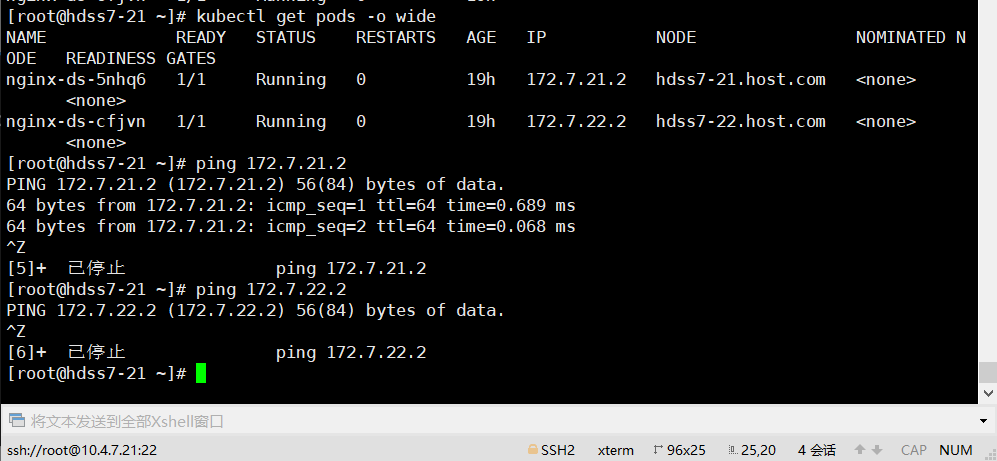 [root@hdss7-21 ~]# kubectl get pods -o wide
NAME                READY   STATUS    RESTARTS   AGE   IP            NODE                NOMINATED N
ODE   READINESS GATES
nginx-ds-5nhq6   1/1     Running   0          19h   172.7.21.2   hdss7-21.host.com   <none>
      <none>
nginx-ds-cfjvn   1/1     Running   0          19h   172.7.22.2   hdss7-22.host.com   <none>
      <none>
[root@hdss7-21 ~]# ping 172.7.21.2
PING 172.7.21.2 (172.7.21.2) 56(84) bytes of data.
64 bytes from 172.7.21.2: icmp_seq=1 ttl=64 time=0.689 ms
64 bytes from 172.7.21.2: icmp_seq=2 ttl=64 time=0.068 ms
^Z
[5]+  已停止               ping 172.7.21.2
[root@hdss7-21 ~]# ping 172.7.22.2
PING 172.7.22.2 (172.7.22.2) 56(84) bytes of data.
^Z
[6]+  已停止               ping 172.7.22.2
[root@hdss7-21 ~]#
将文本发送到全部Xshell窗口
ssh://root@10.4.7.21:22 SSH2 xterm 96x25 25,20 4 会话 CAP NUM